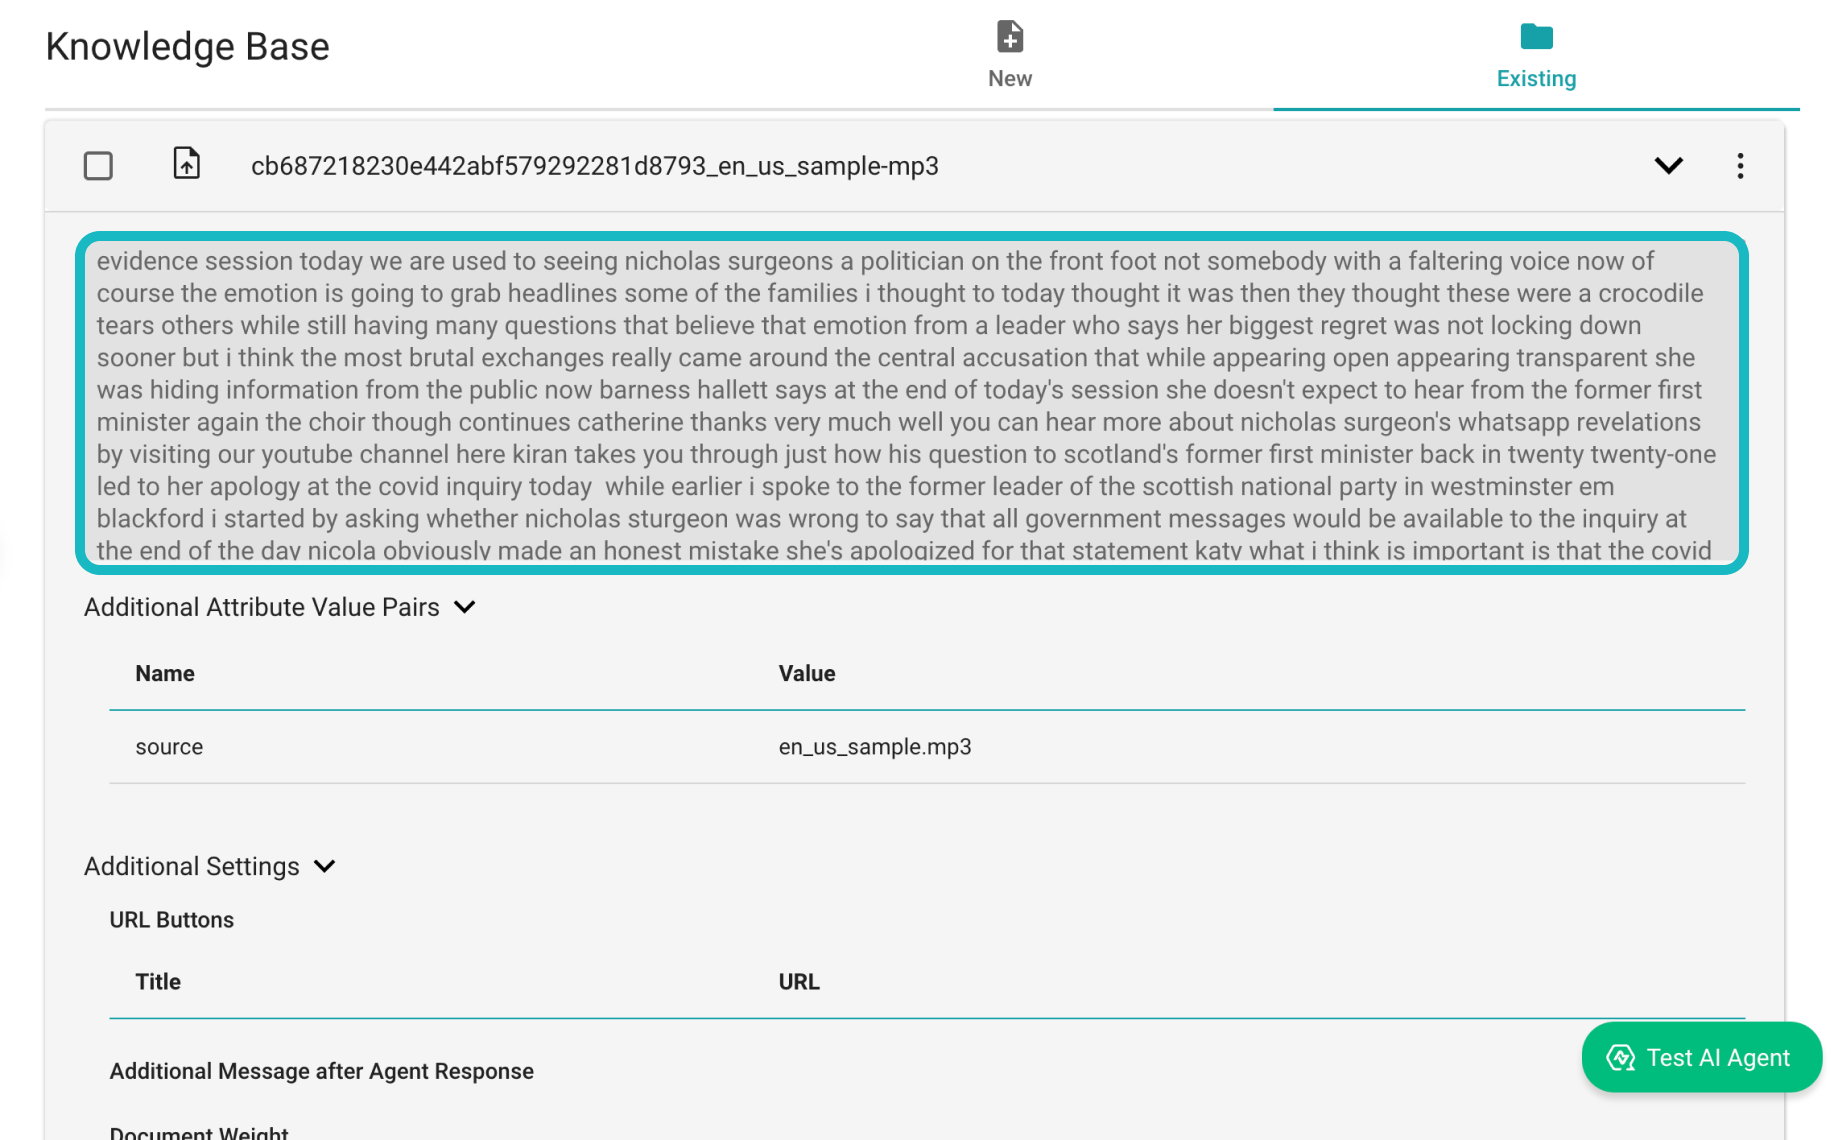 Knowledge Base
New
Existing
cb687218230e442abf579292281d8793_en_us_sample-mp3
evidence session today we are used to seeing nicholas surgeons a politician on the front foot not somebody with a faltering voice now of
course the emotion is going to grab headlines some of the families i thought to today thought it was then they thought these were a crocodile
tears others while still having many questions that believe that emotion from a leader who says her biggest regret was not locking down
sooner but i think the most brutal exchanges really came around the central accusation that while appearing open appearing transparent she
was hiding information from the public now barness hallett says at the end of today's session she doesn't expect to hear from the former first
minister again the choir though continues catherine thanks very much well you can hear more about nicholas surgeon's whatsapp revelations
by visiting our youtube channel here kiran takes you through just how his question to scotland's former first minister back in twenty twenty-one
led to her apology at the covid inquiry today  while earlier i spoke to the former leader of the scottish national party in westminster em
blackford i started by asking whether nicholas sturgeon was wrong to say that all government messages would be available to the inquiry at
the end of the day nicola obviously made an honest mistake she's apologized for that statement katy what i think is important is that the covid
Additional Attribute Value Pairs
Name Value
source en_us_sample.mp3
Additional Settings
URL Buttons
Title URL
Test AI Agent
Additional Message after Agent Response
Document Weight